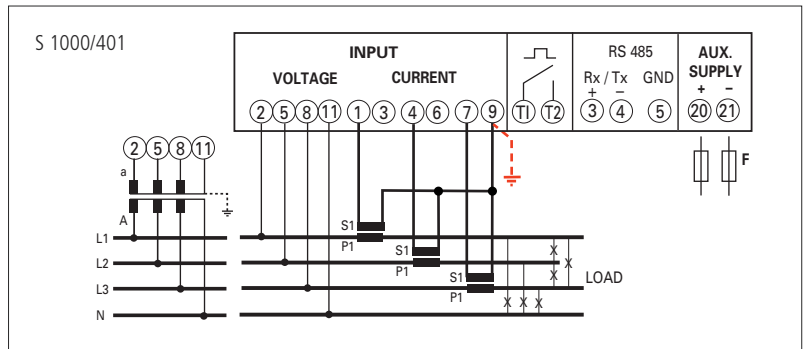 S 1000/401
INPUT
VOLTAGE CURRENT
RS 485
Rx / Tx GND
+ –
AUX.
SUPPLY
+ –
2 5 8 11 1 3 4 6 7 9 T1 T2 3 4 5 20 21
F
2 5 8 11
a
A
S1
P1
S1
P1
S1
P1
L1
L2
L3
N
LOAD